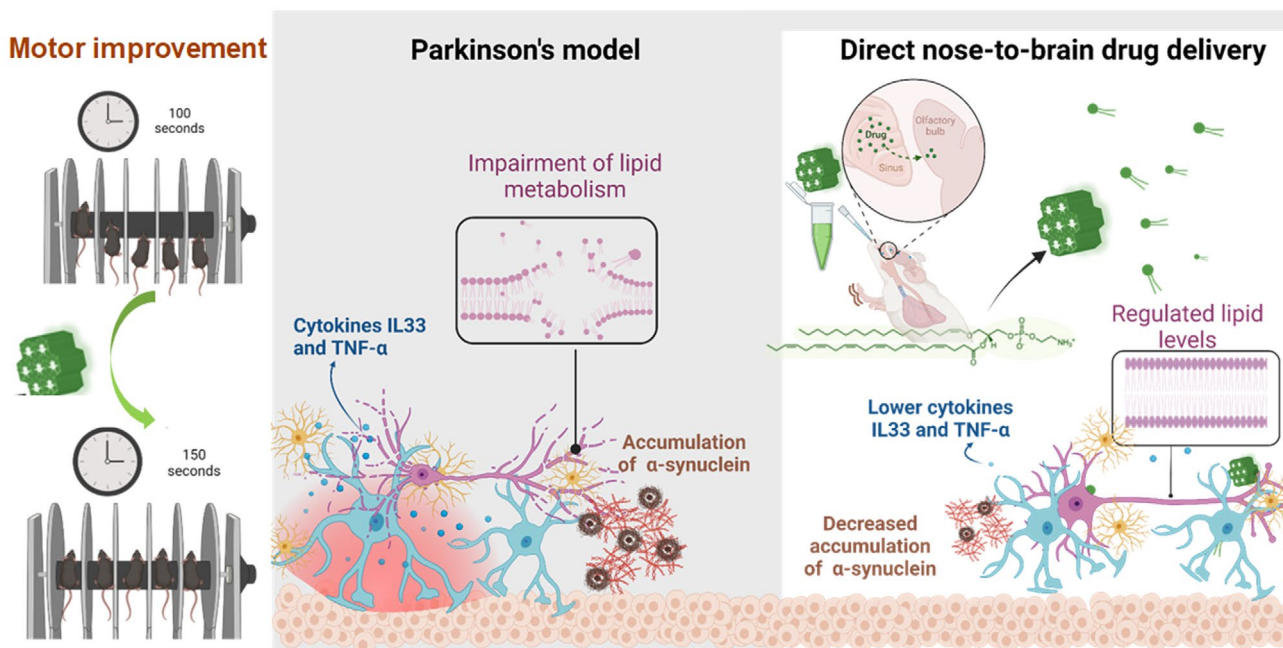 Motor improvement
100
seconds
150
seconds
Parkinson's model
Impairment of lipid
metabolism
Cytokines IL33
and TNF-α
Accumulation
of α-synuclein
Direct nose-to-brain drug delivery
Drug
Olfactory
bulb
Sinus
O
O
P
O
O⁻
O
H
O
NH₃⁺
Regulated lipid
levels
Lower cytokines
IL33 and TNF-α
Decreased
accumulation
of α-synuclein